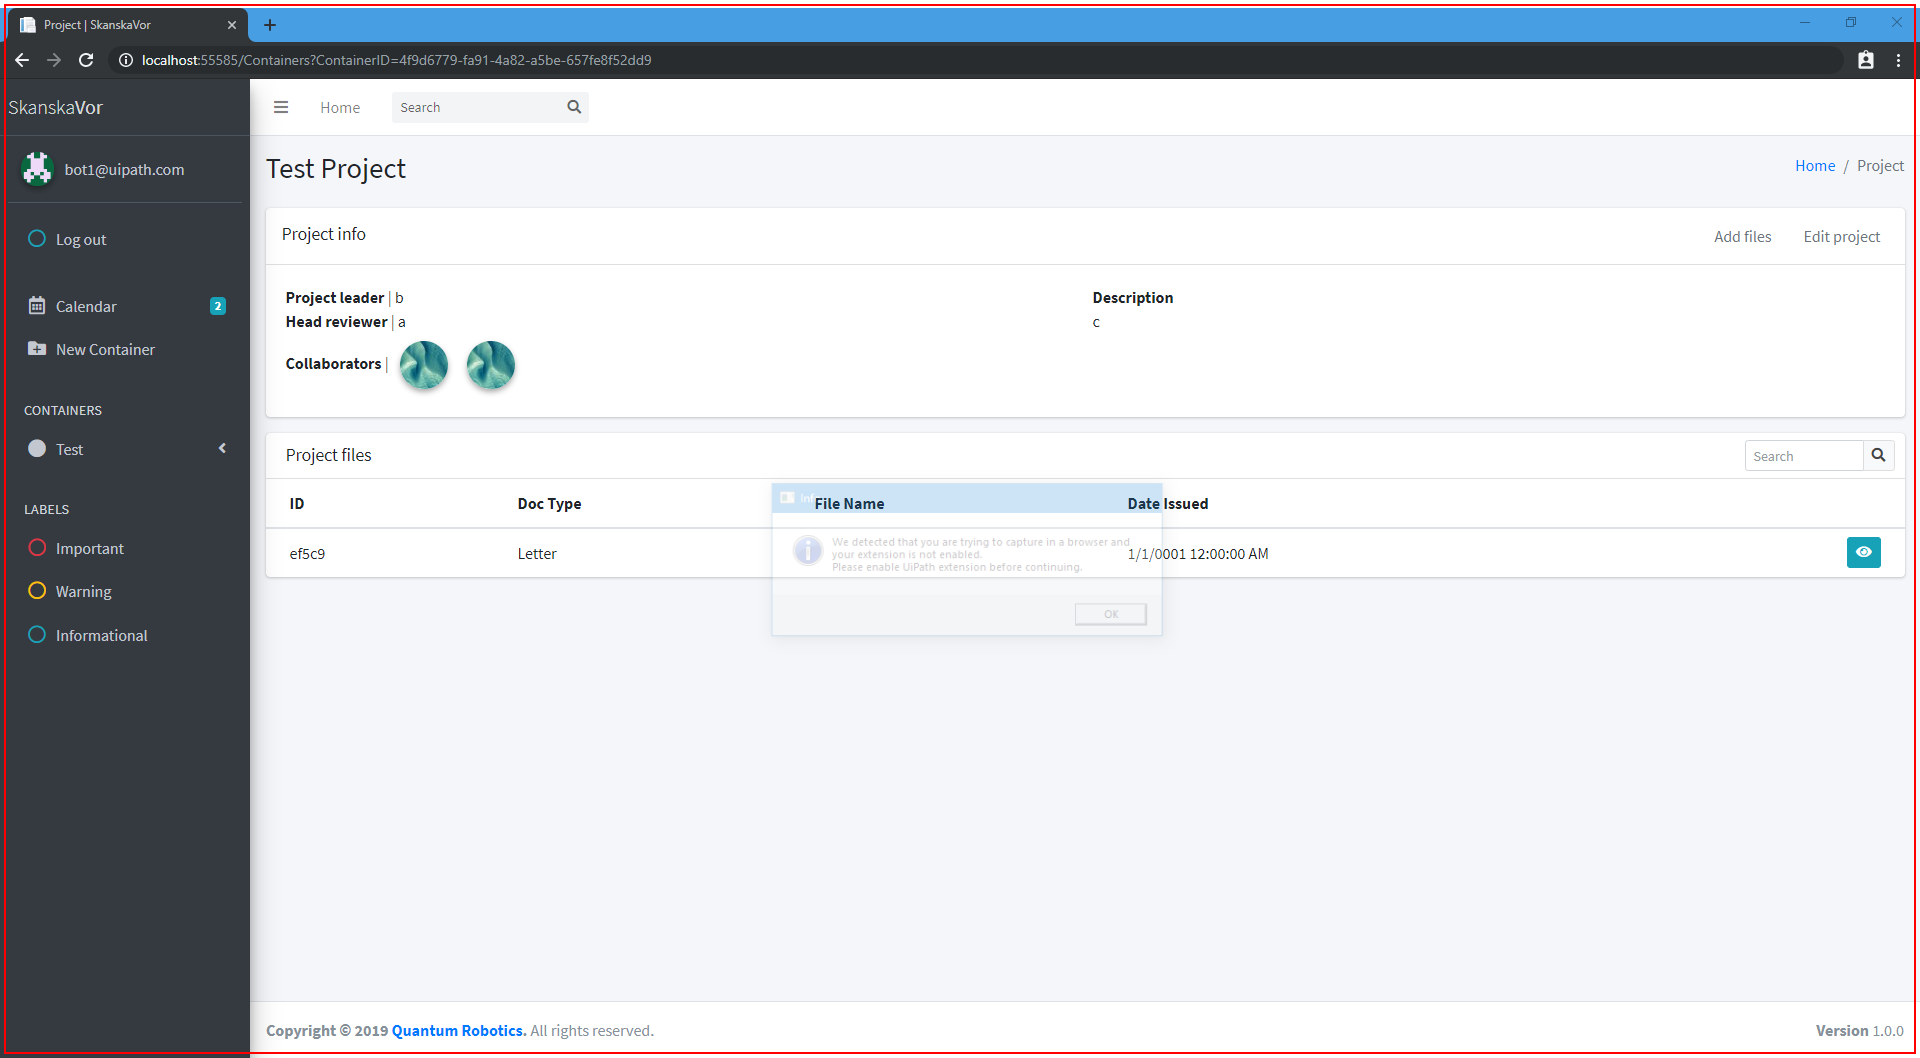 Project | SkanskaVor
localhost:55585/Containers?ContainerID=4f9d6779-fa91-4a82-a5be-657fe8f52dd9
SkanskaVor
Home
Search
bot1@uipath.com
Test Project
Home / Project
Log out
Project info
Add files
Edit project
Calendar
2
New Container
Project leader | b
Description
Head reviewer | a
c
Collaborators |
CONTAINERS
Test
Project files
Search
LABELS
Important
Warning
Informational
ID
Doc Type
File Name
Date Issued
ef5c9
Letter
1/1/0001 12:00:00 AM
We detected that you are trying to capture in a browser and
your extension is not enabled.
Please enable UiPath extension before continuing.
OK
Copyright © 2019 Quantum Robotics. All rights reserved.
Version 1.0.0